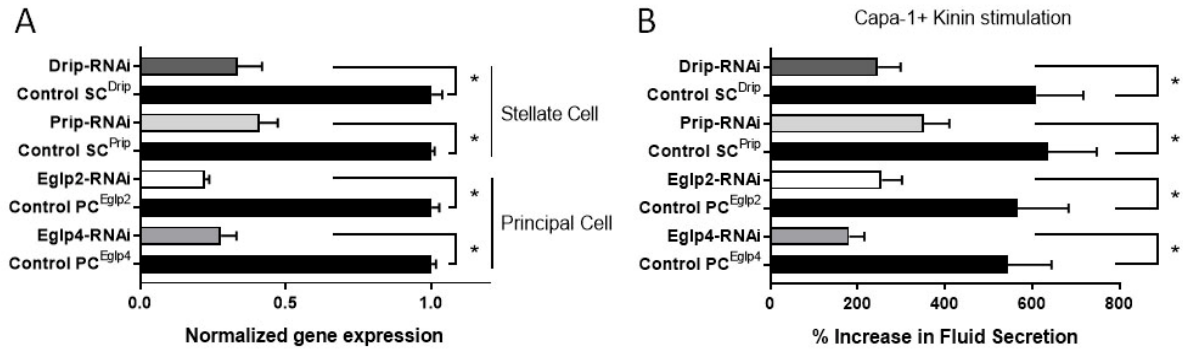 A
Drip-RNAi
Control SC^Drip
Prip-RNAi
Control SC^Prip
Eglp2-RNAi
Control PC^Eglp2
Eglp4-RNAi
Control PC^Eglp4
*
*
*
*
Stellate Cell
Principal Cell
0.0 0.5 1.0
Normalized gene expression
B
Capa-1+ Kinin stimulation
Drip-RNAi
Control SC^Drip
Prip-RNAi
Control SC^Prip
Eglp2-RNAi
Control PC^Eglp2
Eglp4-RNAi
Control PC^Eglp4
*
*
*
*
0 200 400 600 800
% Increase in Fluid Secretion